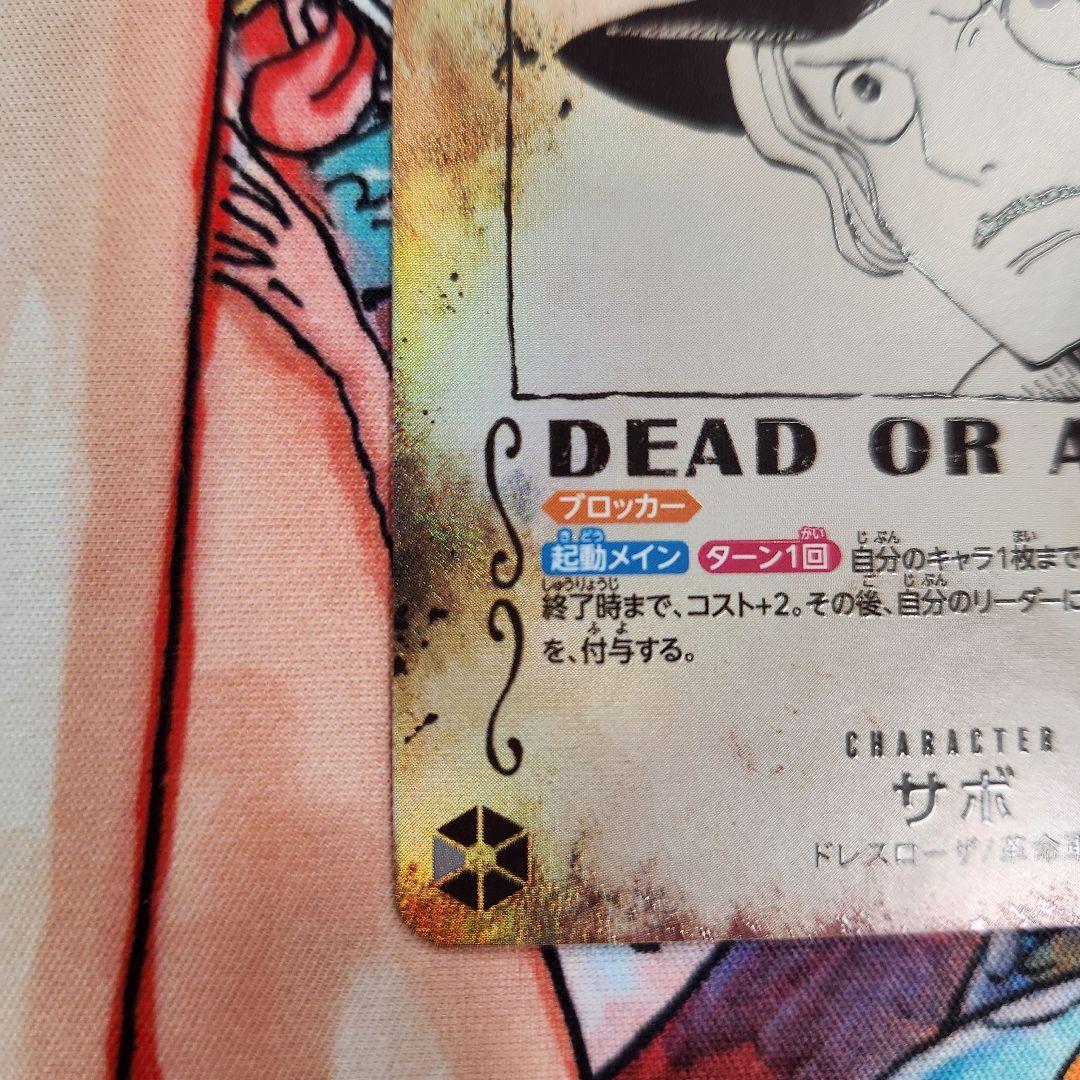 DEAD OR A
ブロッカー
起動メイン ターン1回 自分のキャラ1枚まで
終了時まで、コスト+2。その後、自分のリーダーに
を、付与する。
CHARACTER
サボ
ドレスローザ/革命軍